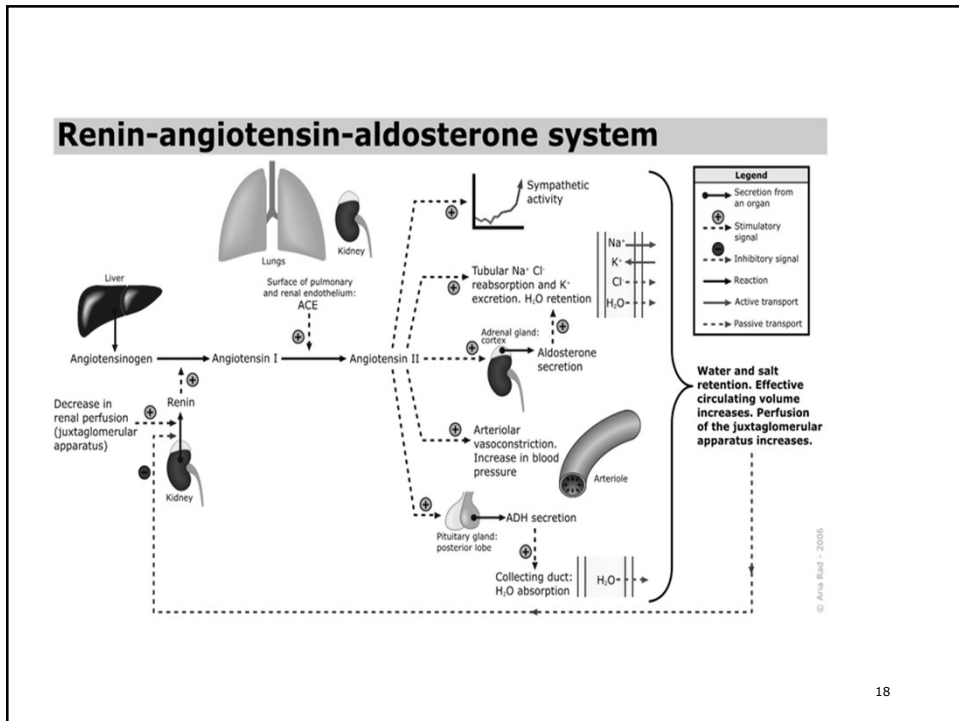 Renin-angiotensin-aldosterone system
Liver
Lungs
Kidney
Surface of pulmonary
and renal endothelium:
ACE
Angiotensinogen
Angiotensin I
Angiotensin II
Decrease in
renal perfusion
(juxtaglomerular
apparatus)
Renin
Kidney
Sympathetic
activity
Tubular Na⁺ Cl⁻
reabsorption and K⁺
excretion. H₂O retention
Na⁺
K⁺
Cl⁻
H₂O
Adrenal gland:
cortex
Aldosterone
secretion
Arteriolar
vasoconstriction.
Increase in blood
pressure
Arteriole
Pituitary gland:
posterior lobe
ADH secretion
Collecting duct:
H₂O absorption
H₂O
Legend
Secretion from
an organ
Stimulatory
signal
Inhibitory signal
Reaction
Active transport
Passive transport
Water and salt
retention. Effective
circulating volume
increases. Perfusion
of the juxtaglomerular
apparatus increases.
© Aria Rad - 2006
18